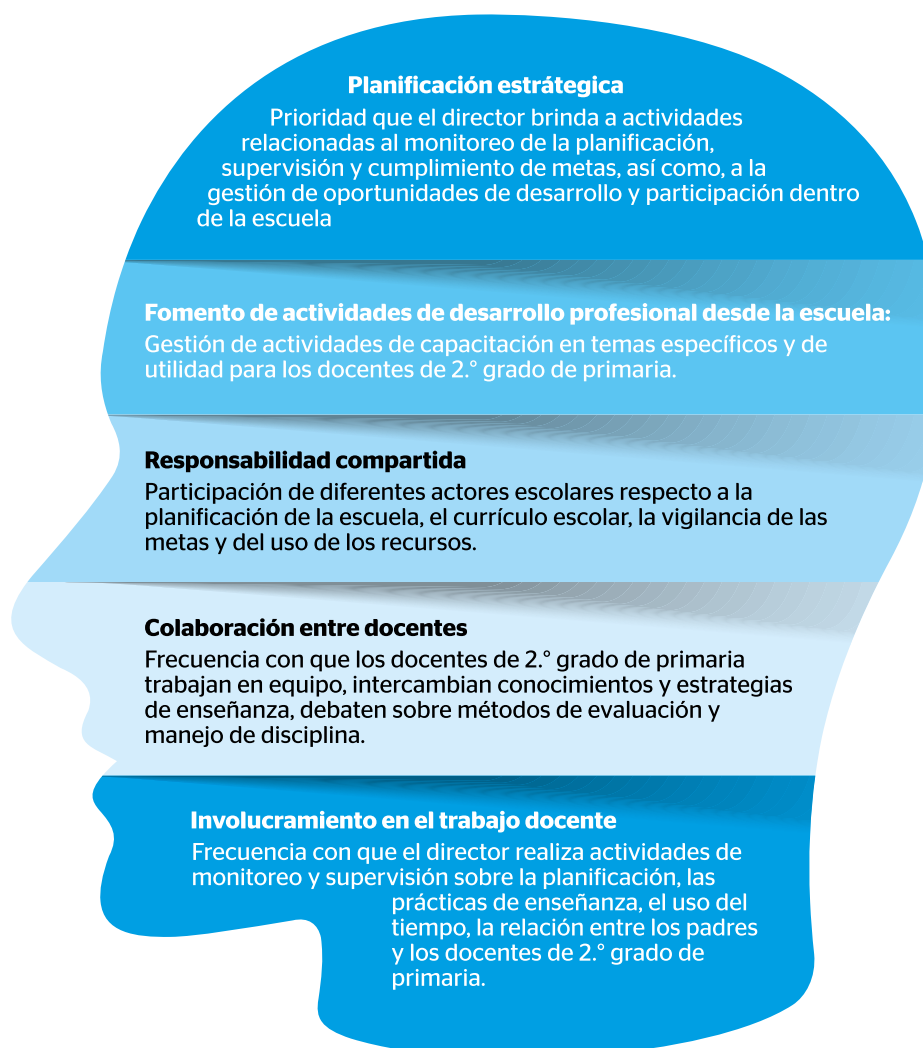 Planificación estrátegica
Prioridad que el director brinda a actividades
relacionadas al monitoreo de la planificación,
supervisión y cumplimiento de metas, así como, a la
gestión de oportunidades de desarrollo y participación dentro
de la escuela
Fomento de actividades de desarrollo profesional desde la escuela:
Gestión de actividades de capacitación en temas específicos y de
utilidad para los docentes de 2.° grado de primaria.
Responsabilidad compartida
Participación de diferentes actores escolares respecto a la
planificación de la escuela, el currículo escolar, la vigilancia de las
metas y del uso de los recursos.
Colaboración entre docentes
Frecuencia con que los docentes de 2.° grado de primaria
trabajan en equipo, intercambian conocimientos y estrategias
de enseñanza, debaten sobre métodos de evaluación y
manejo de disciplina.
Involucramiento en el trabajo docente
Frecuencia con que el director realiza actividades de
monitoreo y supervisión sobre la planificación, las
prácticas de enseñanza, el uso del
tiempo, la relación entre los padres
y los docentes de 2.° grado de
primaria.